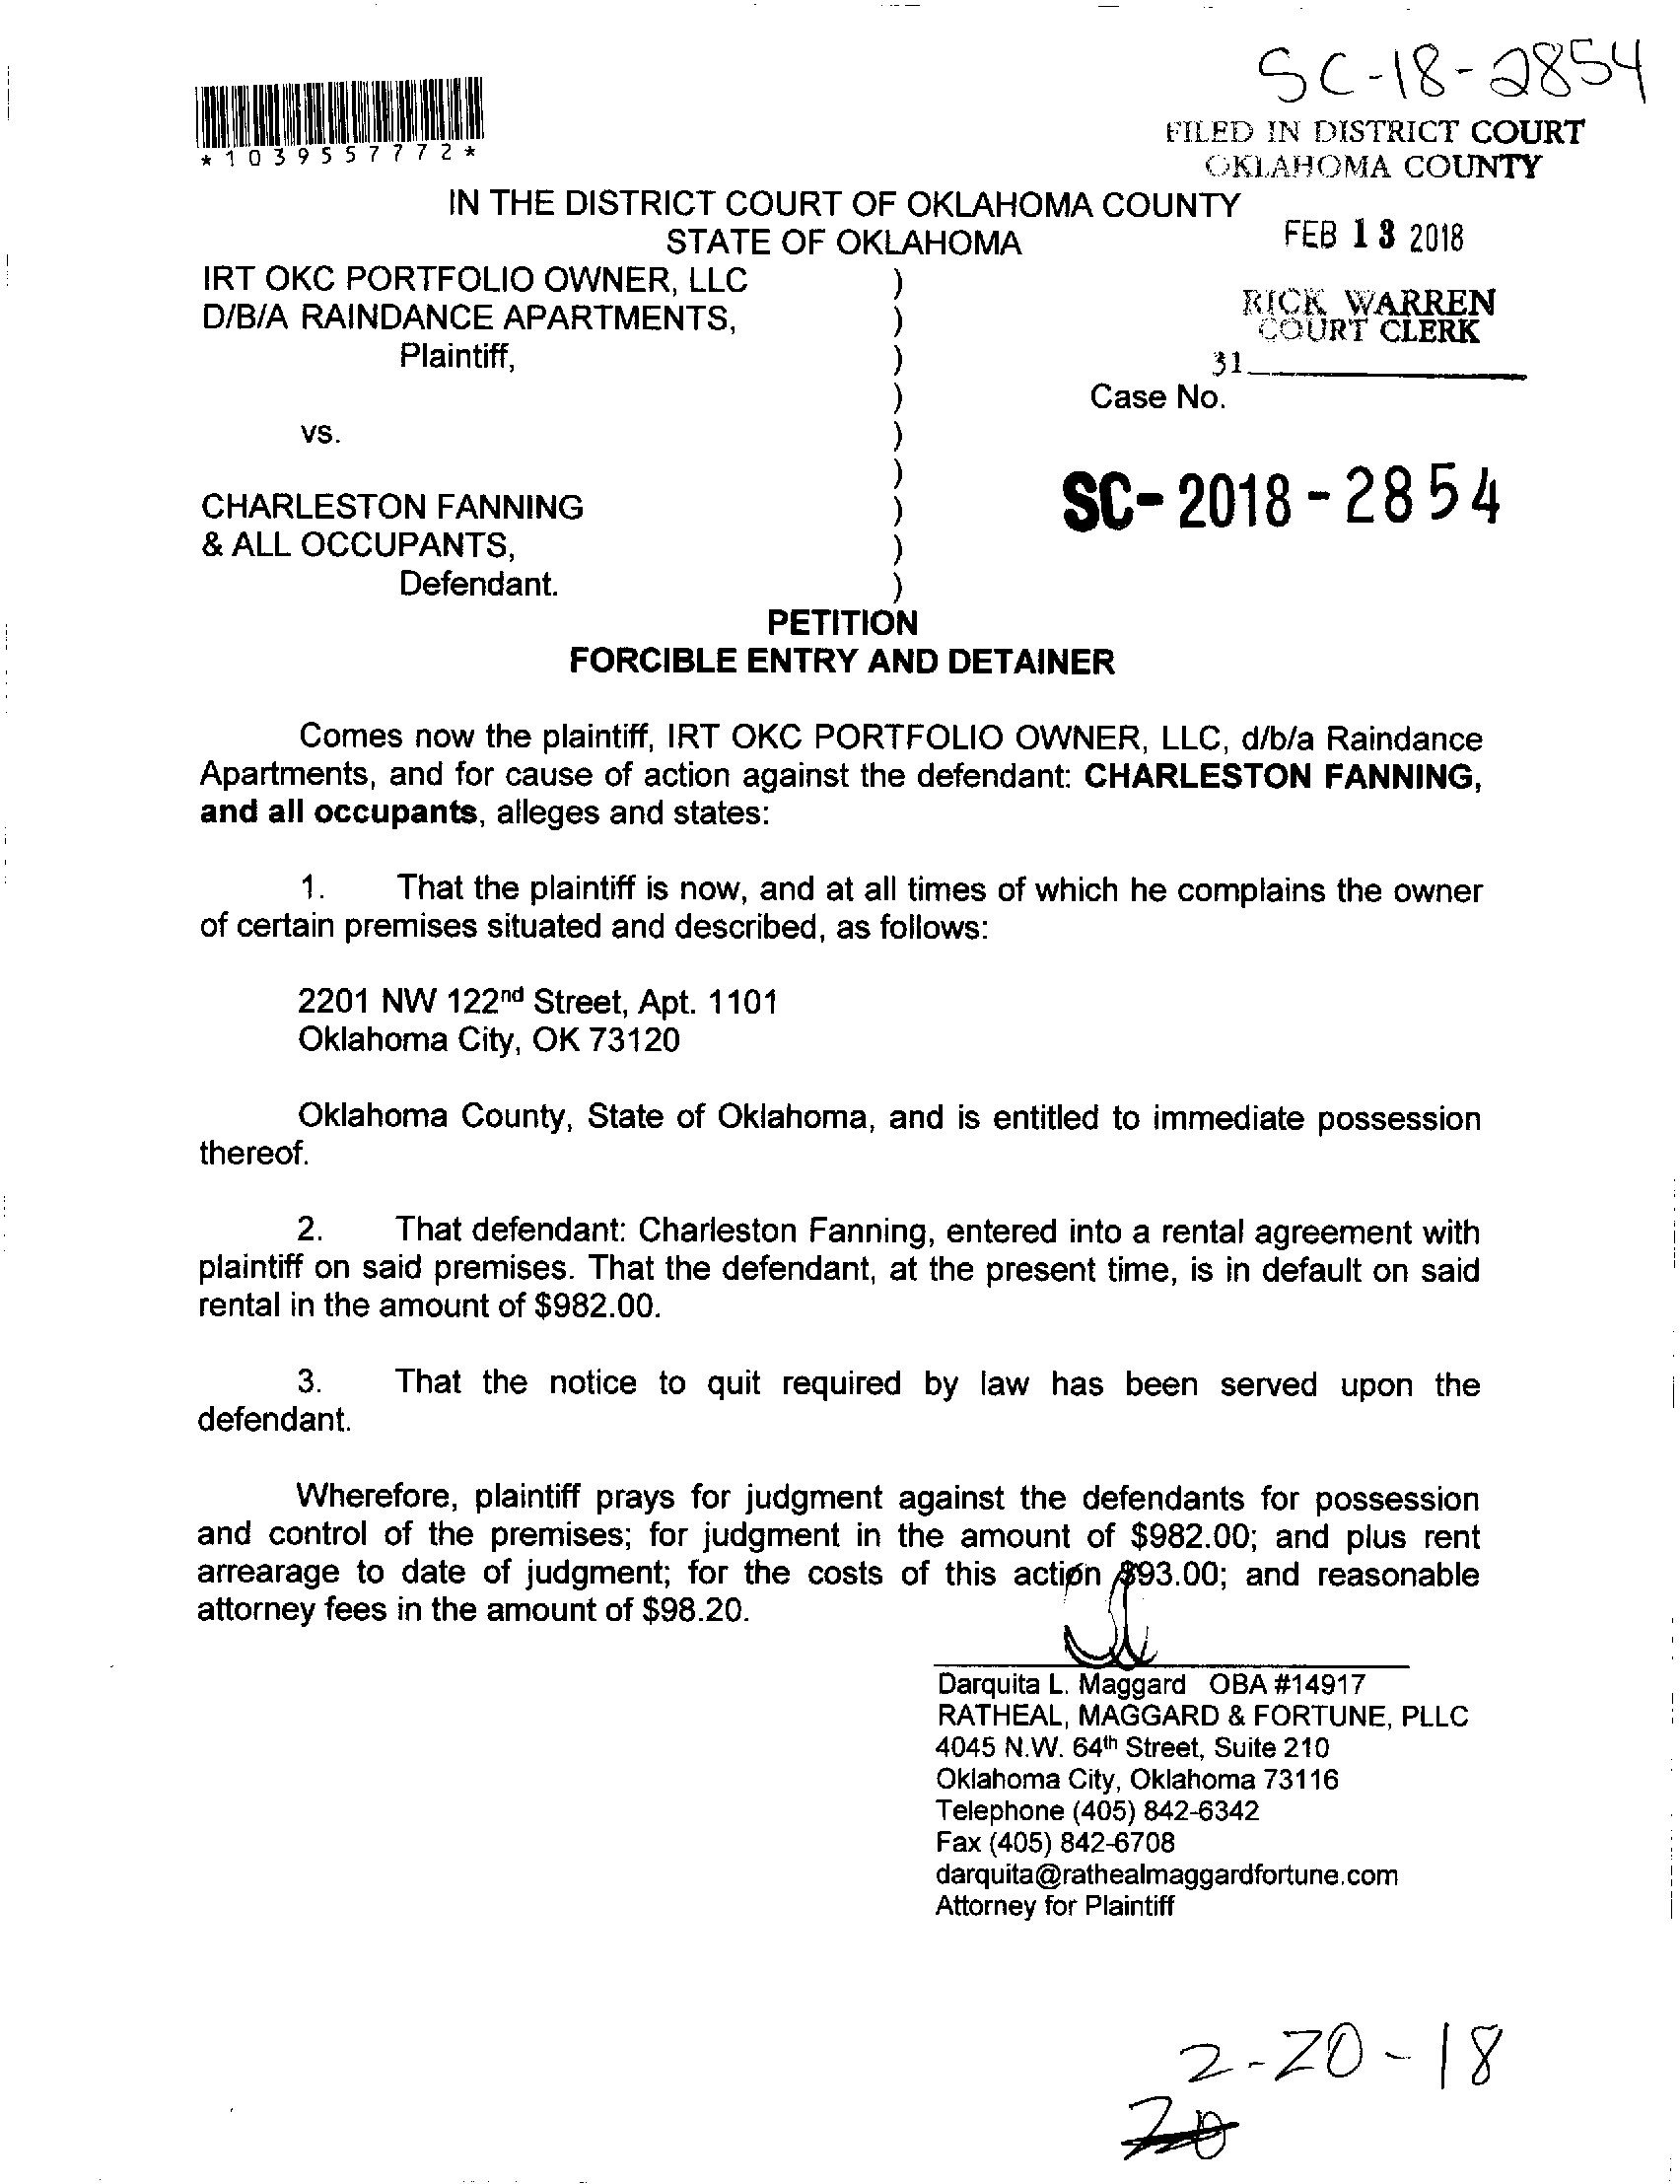 SC-18-2854
*1039557772*
FILED IN DISTRICT COURT
OKLAHOMA COUNTY
IN THE DISTRICT COURT OF OKLAHOMA COUNTY
STATE OF OKLAHOMA
FEB 13 2018
IRT OKC PORTFOLIO OWNER, LLC )
D/B/A RAINDANCE APARTMENTS, )
RICK WARREN
COURT CLERK
Plaintiff, )
31
) Case No.
vs. )
)
SC-2018-2854
CHARLESTON FANNING )
& ALL OCCUPANTS, )
Defendant. )
PETITION
FORCIBLE ENTRY AND DETAINER
Comes now the plaintiff, IRT OKC PORTFOLIO OWNER, LLC, d/b/a Raindance
Apartments, and for cause of action against the defendant: CHARLESTON FANNING,
and all occupants, alleges and states:
1. That the plaintiff is now, and at all times of which he complains the owner
of certain premises situated and described, as follows:
2201 NW 122nd Street, Apt. 1101
Oklahoma City, OK 73120
Oklahoma County, State of Oklahoma, and is entitled to immediate possession
thereof.
2. That defendant: Charleston Fanning, entered into a rental agreement with
plaintiff on said premises. That the defendant, at the present time, is in default on said
rental in the amount of $982.00.
3. That the notice to quit required by law has been served upon the
defendant.
Wherefore, plaintiff prays for judgment against the defendants for possession
and control of the premises; for judgment in the amount of $982.00; and plus rent
arrearage to date of judgment; for the costs of this action $93.00; and reasonable
attorney fees in the amount of $98.20.
Darquita L. Maggard OBA #14917
RATHEAL, MAGGARD & FORTUNE, PLLC
4045 N.W. 64th Street, Suite 210
Oklahoma City, Oklahoma 73116
Telephone (405) 842-6342
Fax (405) 842-6708
darquita@rathealmaggardfortune.com
Attorney for Plaintiff
2-20-18
20